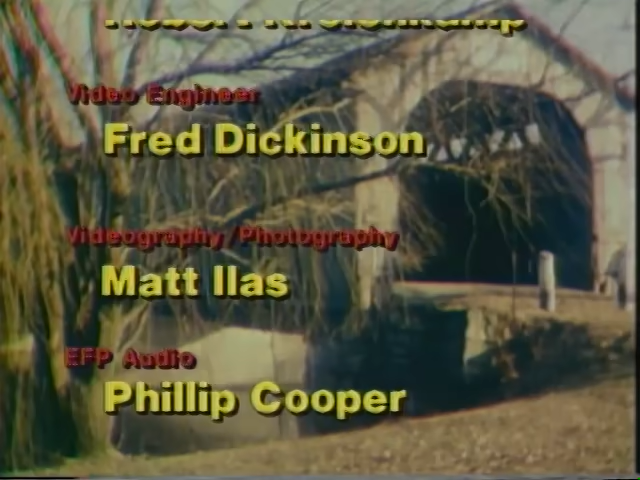 Video Engineer
Fred Dickinson
Videography/Photography
Matt Ilas
EFP Audio
Phillip Cooper